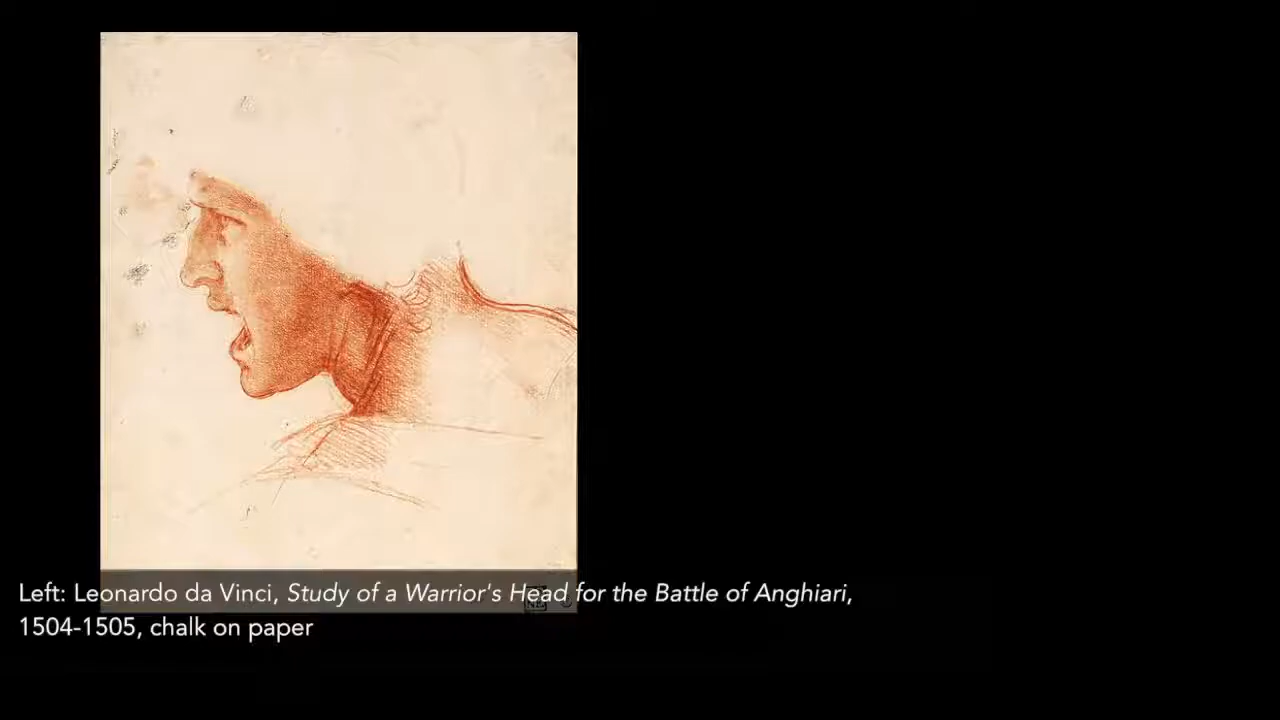 Left: Leonardo da Vinci, Study of a Warrior's Head for the Battle of Anghiari,
1504-1505, chalk on paper